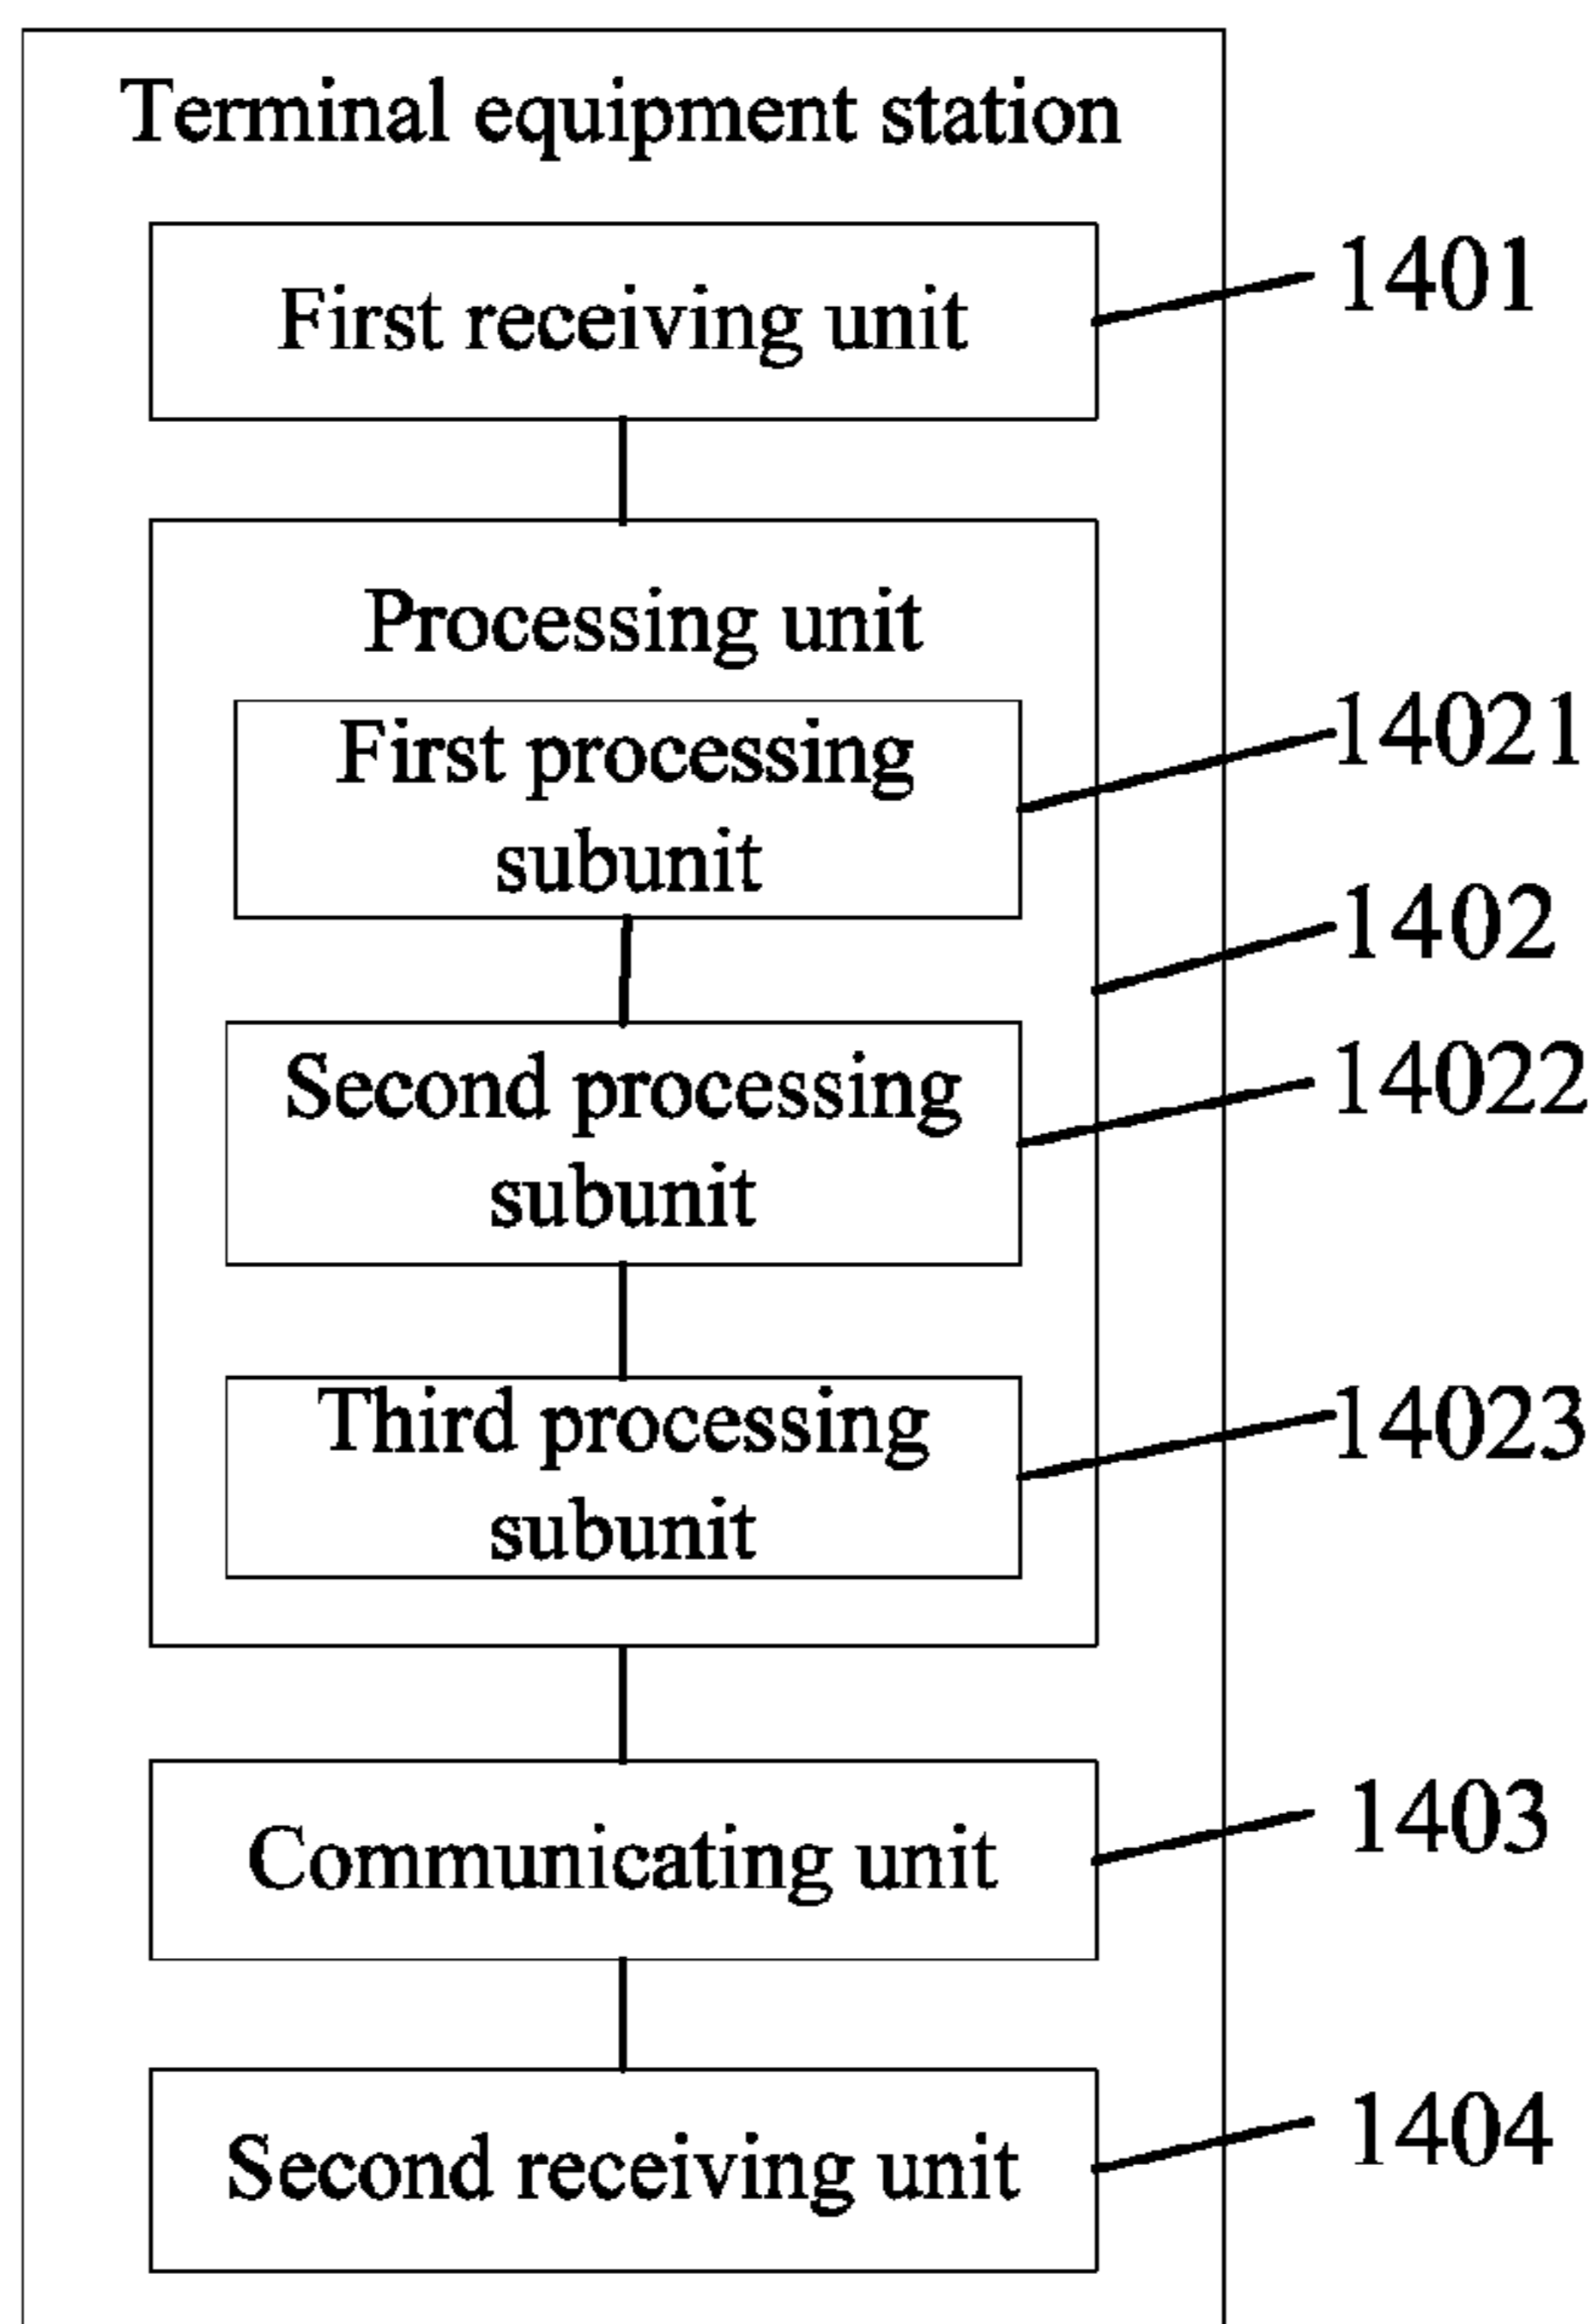 Terminal equipment station
First receiving unit
1401
Processing unit
First processing
subunit
14021
1402
Second processing
subunit
14022
Third processing
subunit
14023
Communicating unit
1403
Second receiving unit
1404